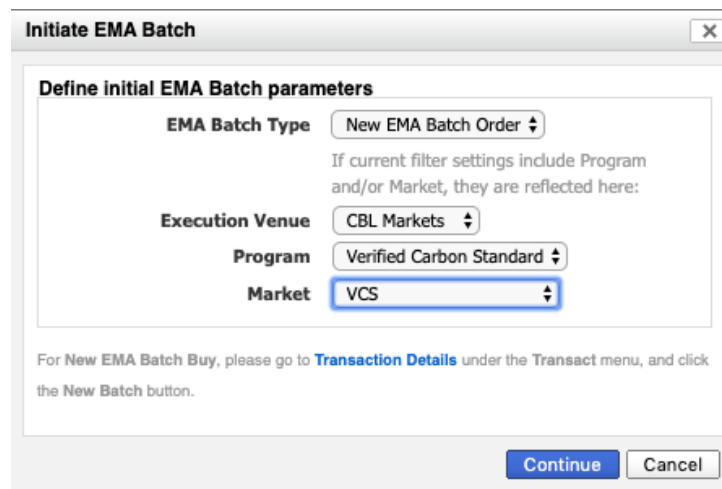 Initiate EMA Batch
Define initial EMA Batch parameters
EMA Batch Type New EMA Batch Order
If current filter settings include Program
and/or Market, they are reflected here:
Execution Venue CBL Markets
Program Verified Carbon Standard
Market VCS
For New EMA Batch Buy, please go to Transaction Details under the Transact menu, and click
the New Batch button.
Continue Cancel